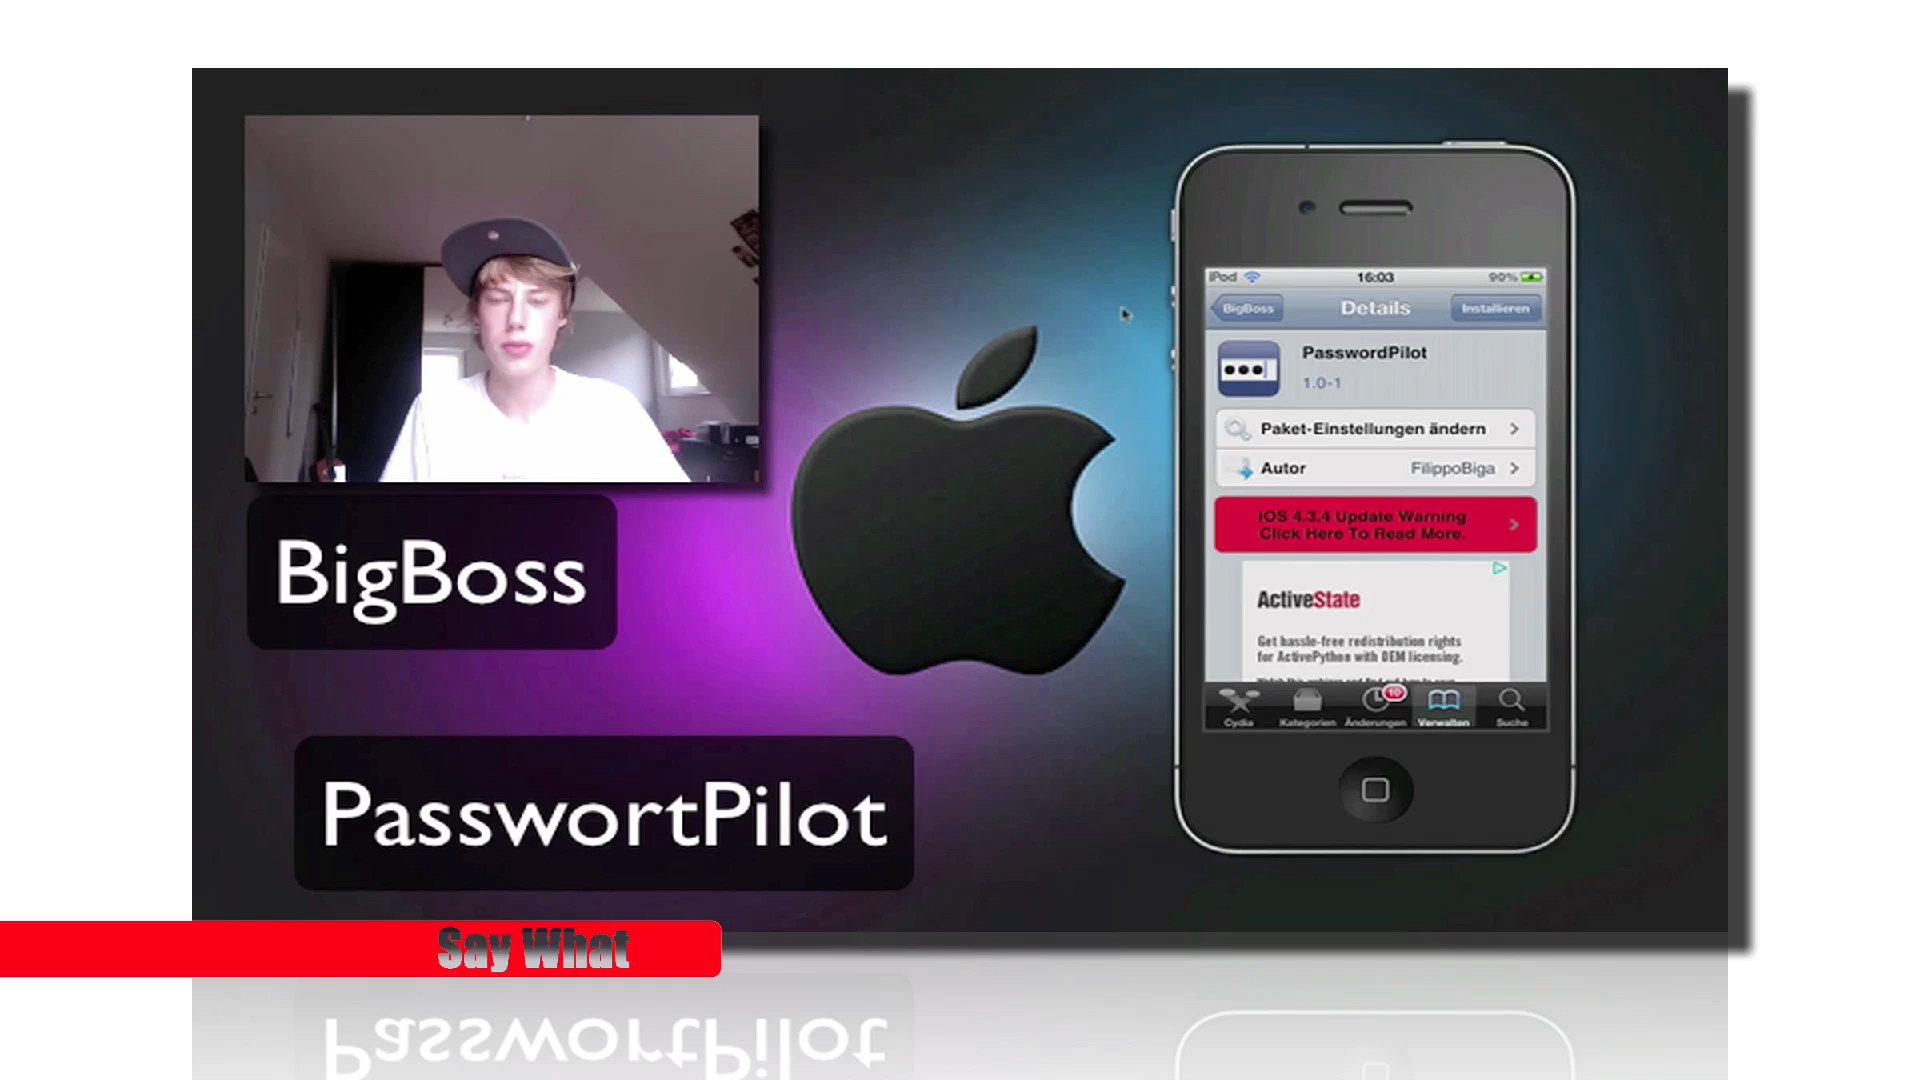 BigBoss
PasswortPilot
Say What
iPod 16:03 90%
BigBoss Details Installieren
PasswordPilot
1.0-1
Paket-Einstellungen ändern
Autor FilippoBiga
iOS 4.3.4 Update Warning
Click Here To Read More.
ActiveState
Get hassle-free redistribution rights
for ActivePython with OEM licensing.
10
Cydia Kategorien Änderungen Verwalten Suche
PasswortPilot